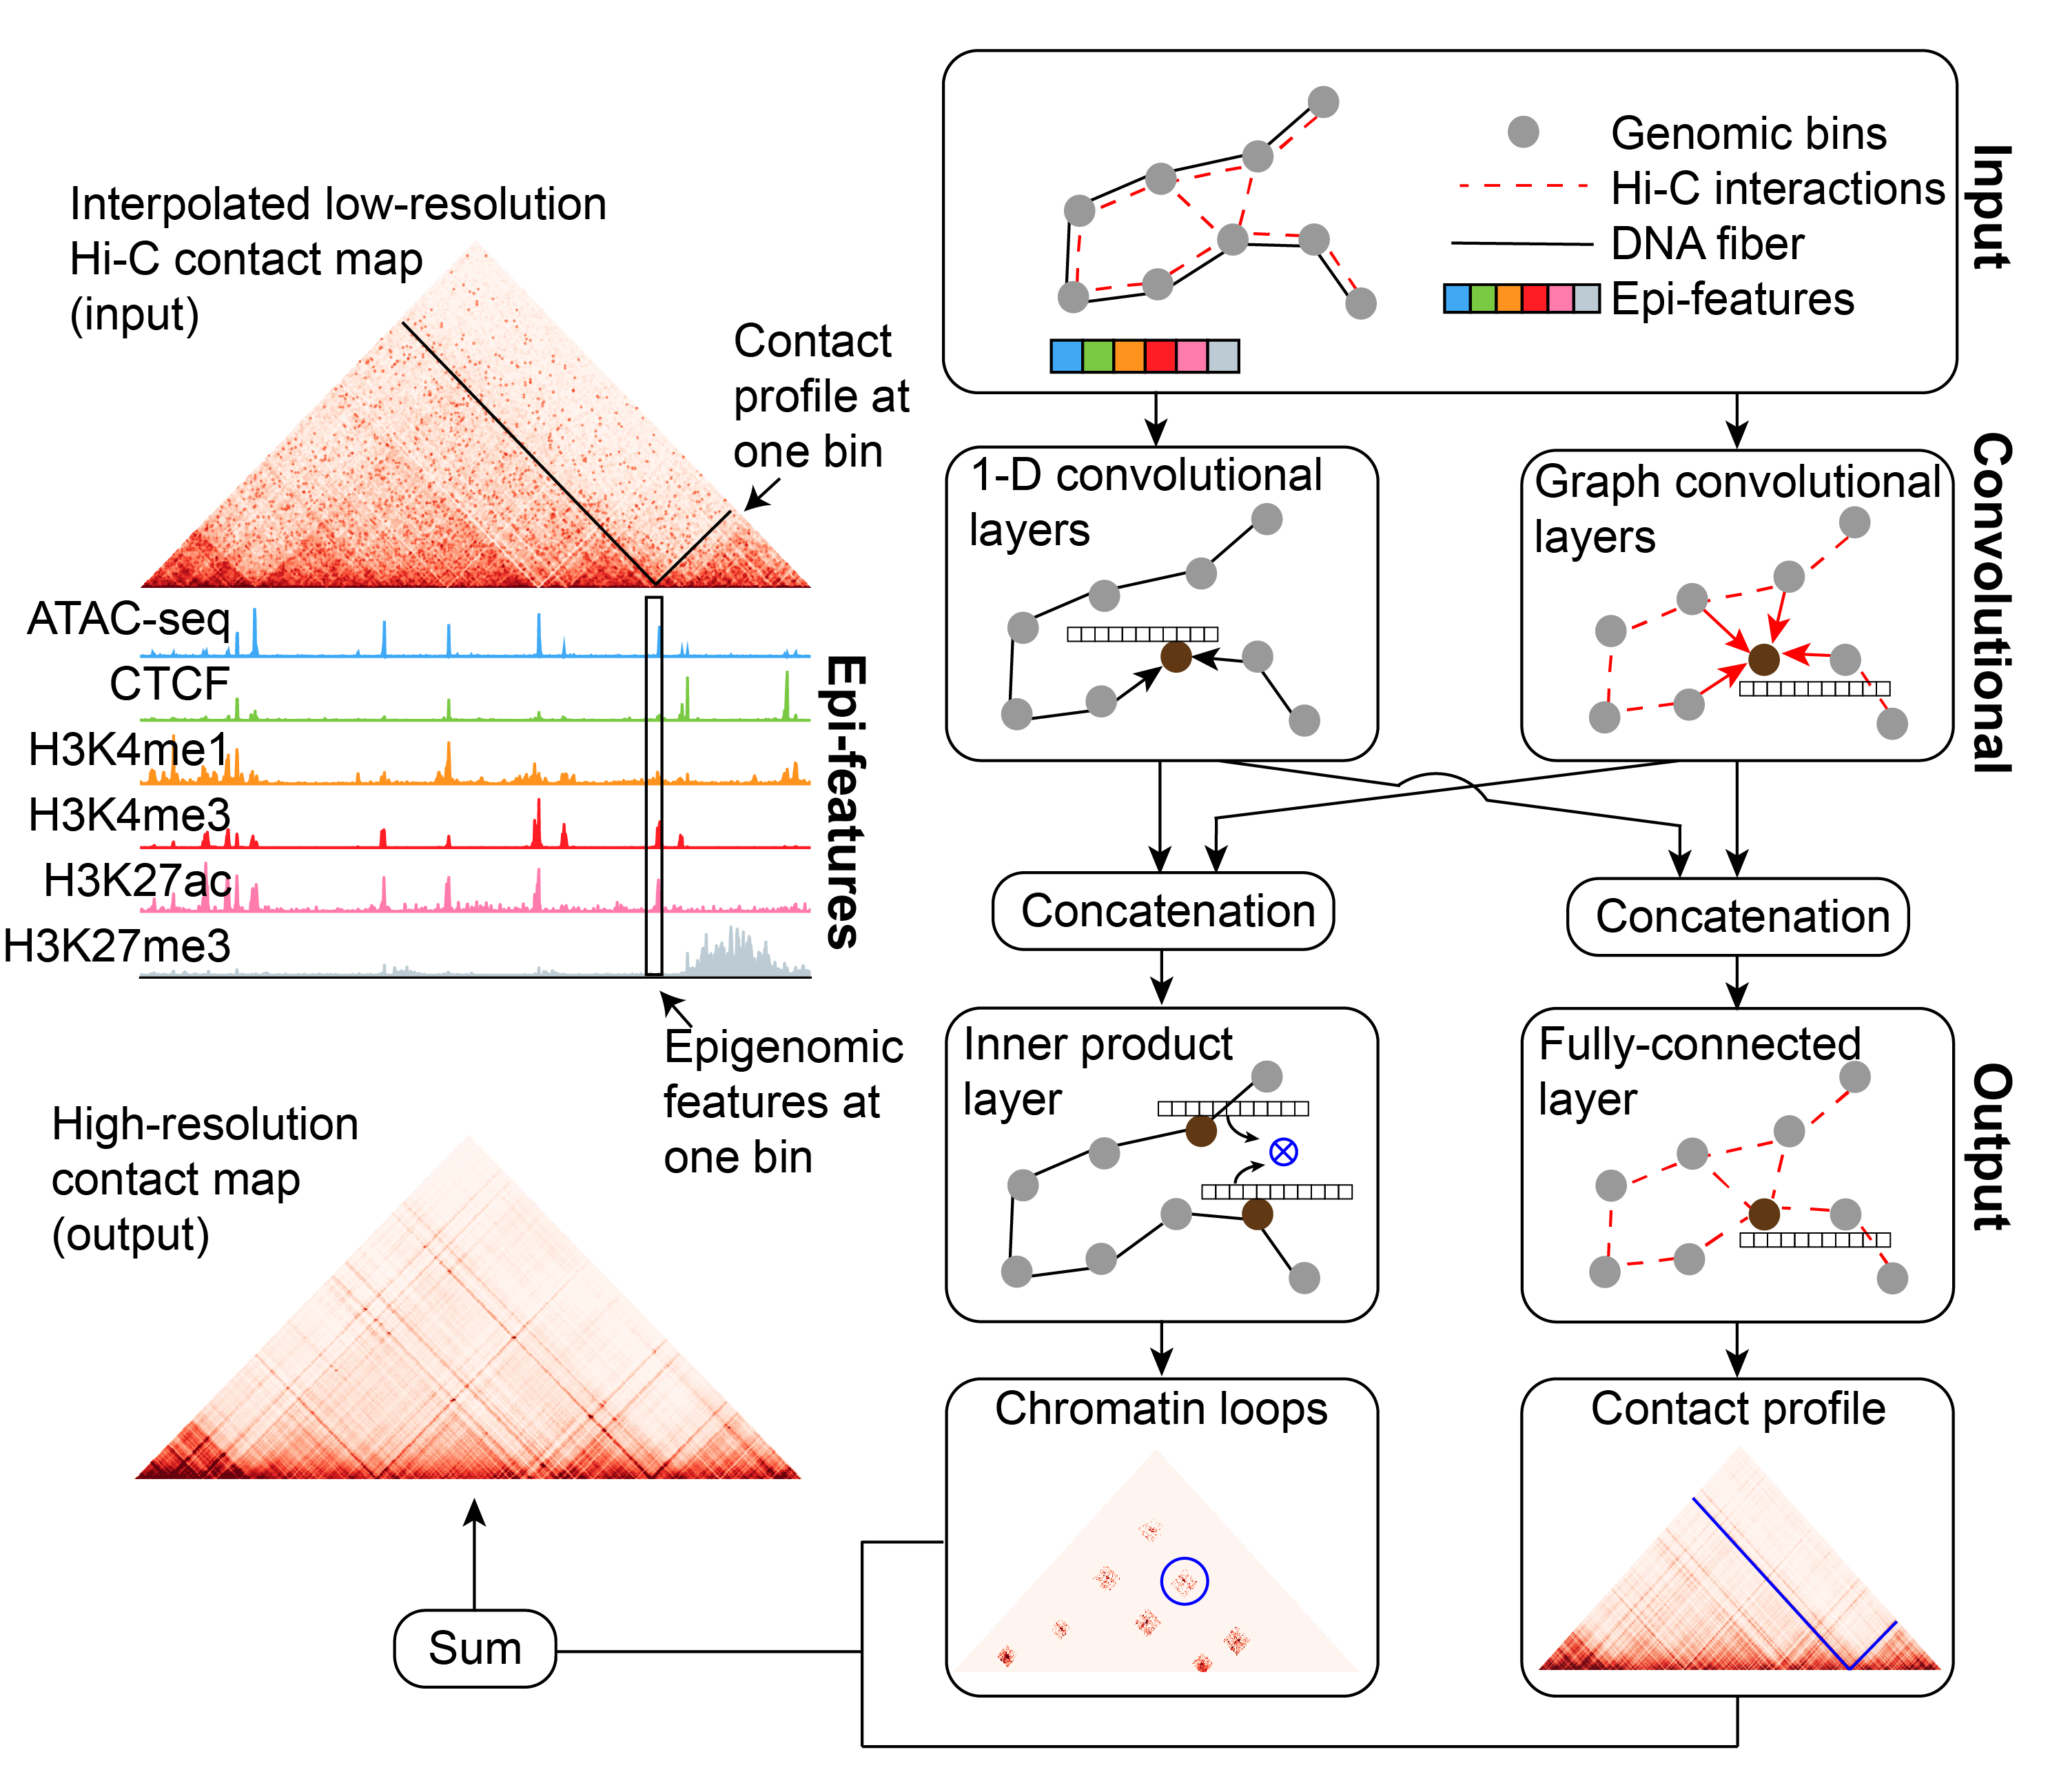 Interpolated low-resolution
Hi-C contact map
(input)
Contact
profile at
one bin
ATAC-seq
CTCF
H3K4me1
H3K4me3
H3K27ac
H3K27me3
Epi-features
Epigenomic
features at
one bin
High-resolution
contact map
(output)
Sum
Genomic bins
Hi-C interactions
DNA fiber
Epi-features
Input
1-D convolutional
layers
Graph convolutional
layers
Convolutional
Concatenation
Concatenation
Inner product
layer
Fully-connected
layer
Output
Chromatin loops
Contact profile